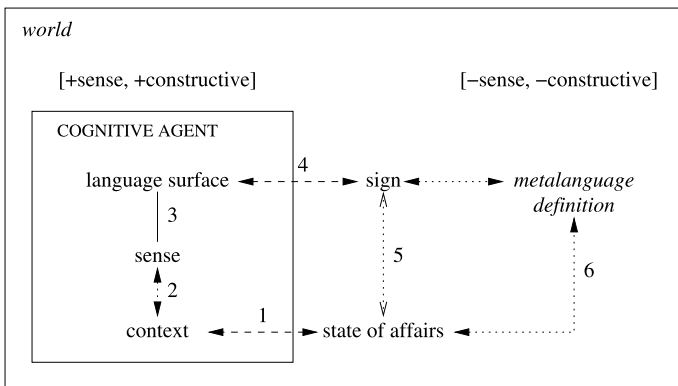 world
[+sense, +constructive] [−sense, −constructive]
COGNITIVE AGENT
4
language surface sign metalanguage
definition
3
sense
5
6
2
1
context state of affairs